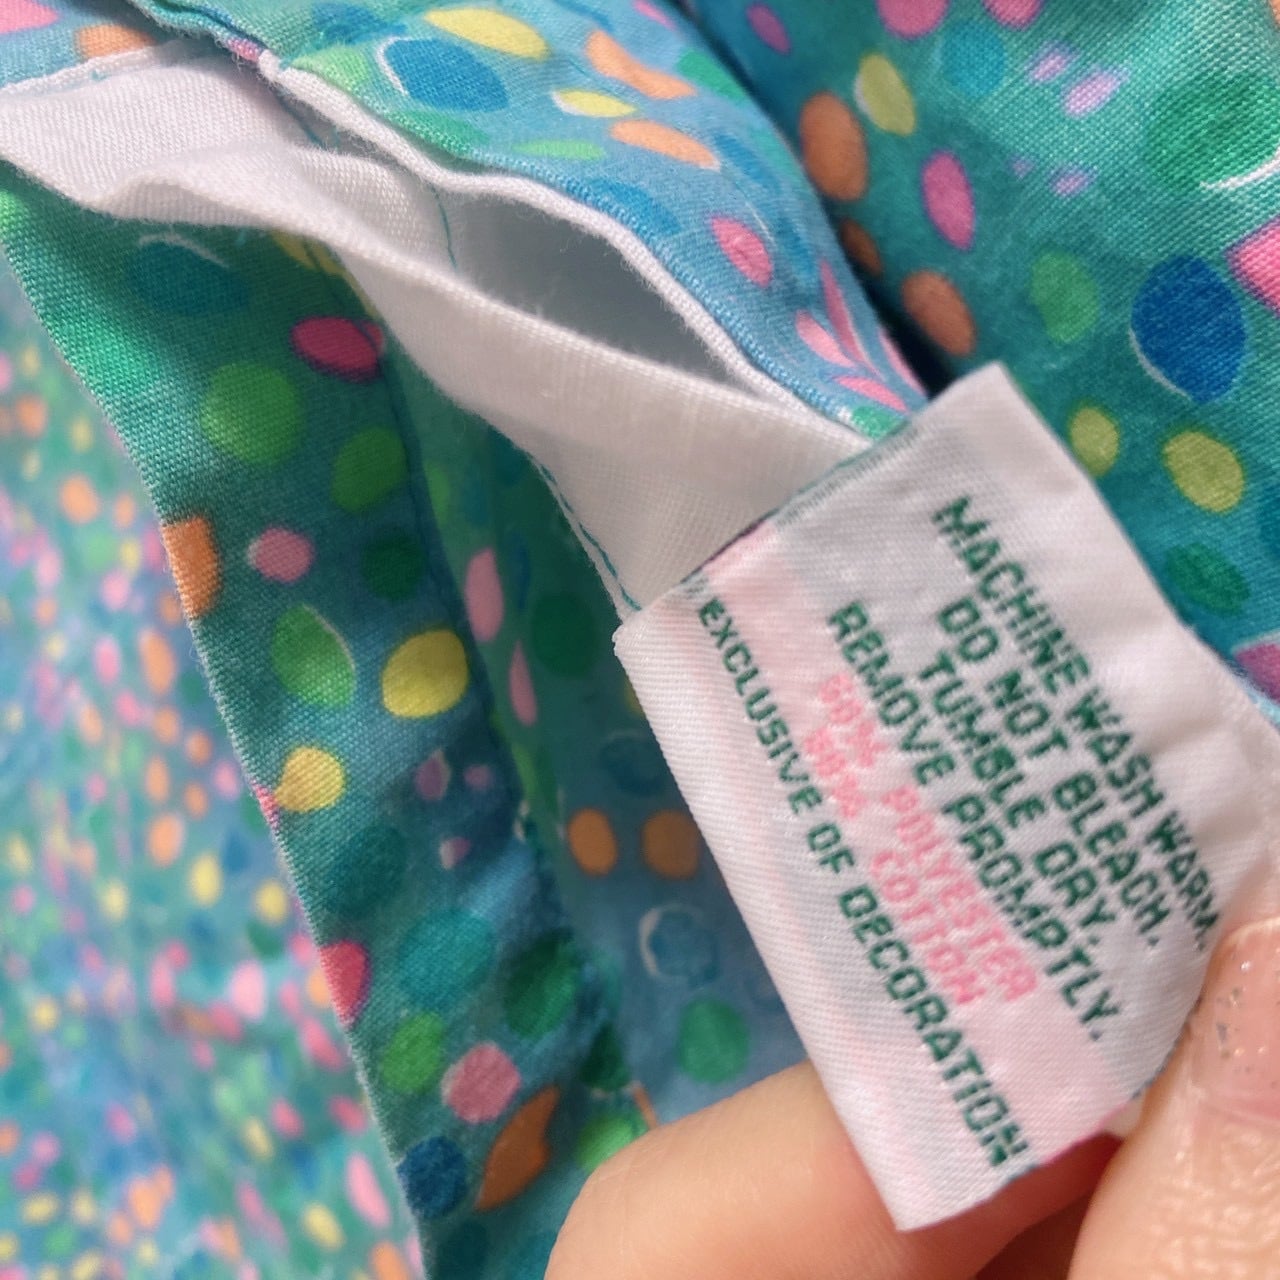 MACHINE WASH WARM.
DO NOT BLEACH.
TUMBLE DRY.
REMOVE PROMPTLY.
POLYESTER
COTTON
EXCLUSIVE OF DECORATION